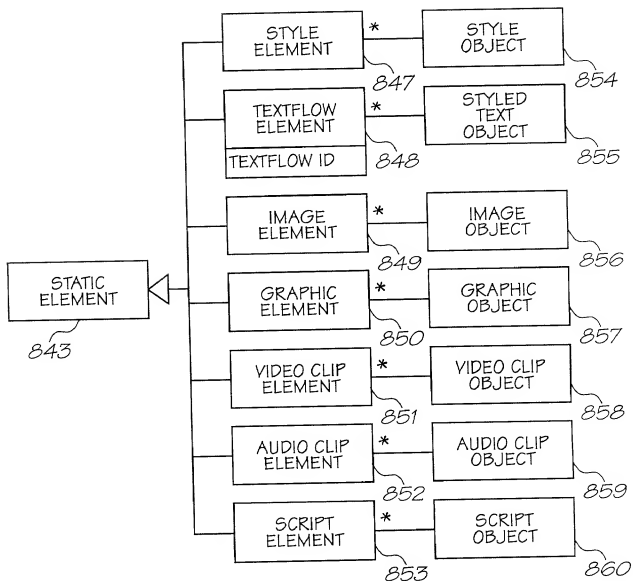 STYLE
ELEMENT
*
STYLE
OBJECT
847
854
TEXTFLOW
ELEMENT
*
STYLED
TEXT
OBJECT
TEXTFLOW ID
848
855
IMAGE
ELEMENT
*
IMAGE
OBJECT
849
856
STATIC
ELEMENT
843
GRAPHIC
ELEMENT
*
GRAPHIC
OBJECT
850
857
VIDEO CLIP
ELEMENT
*
VIDEO CLIP
OBJECT
851
858
AUDIO CLIP
ELEMENT
*
AUDIO CLIP
OBJECT
852
859
SCRIPT
ELEMENT
*
SCRIPT
OBJECT
853
860